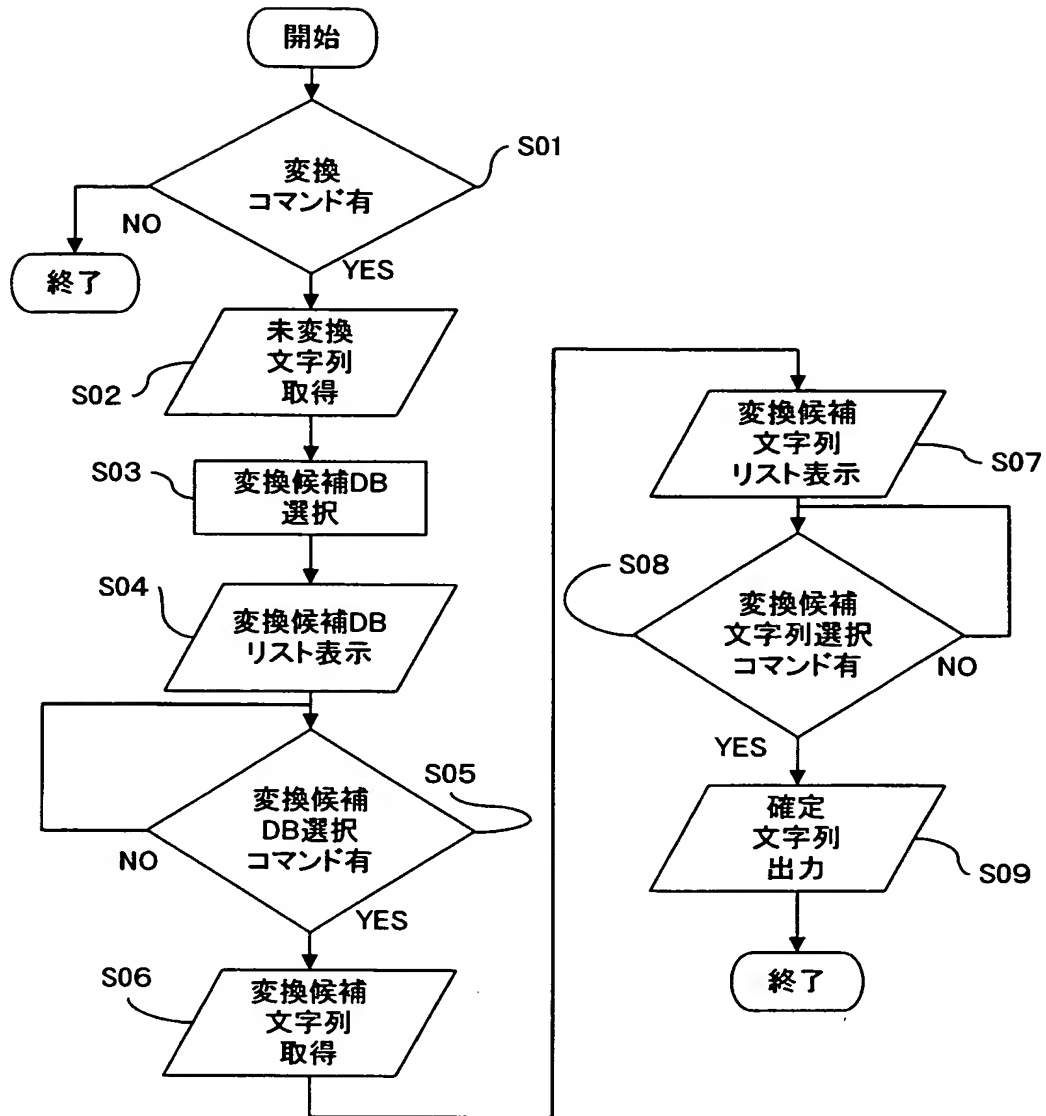 開始
変換
コマンド有
S01
NO
終了
YES
未変換
文字列
取得
S02
S03
変換候補DB
選択
S04
変換候補DB
リスト表示
変換候補
DB選択
コマンド有
S05
NO
YES
S06
変換候補
文字列
取得
変換候補
文字列
リスト表示
S07
S08
変換候補
文字列選択
コマンド有
NO
YES
確定
文字列
出力
S09
終了